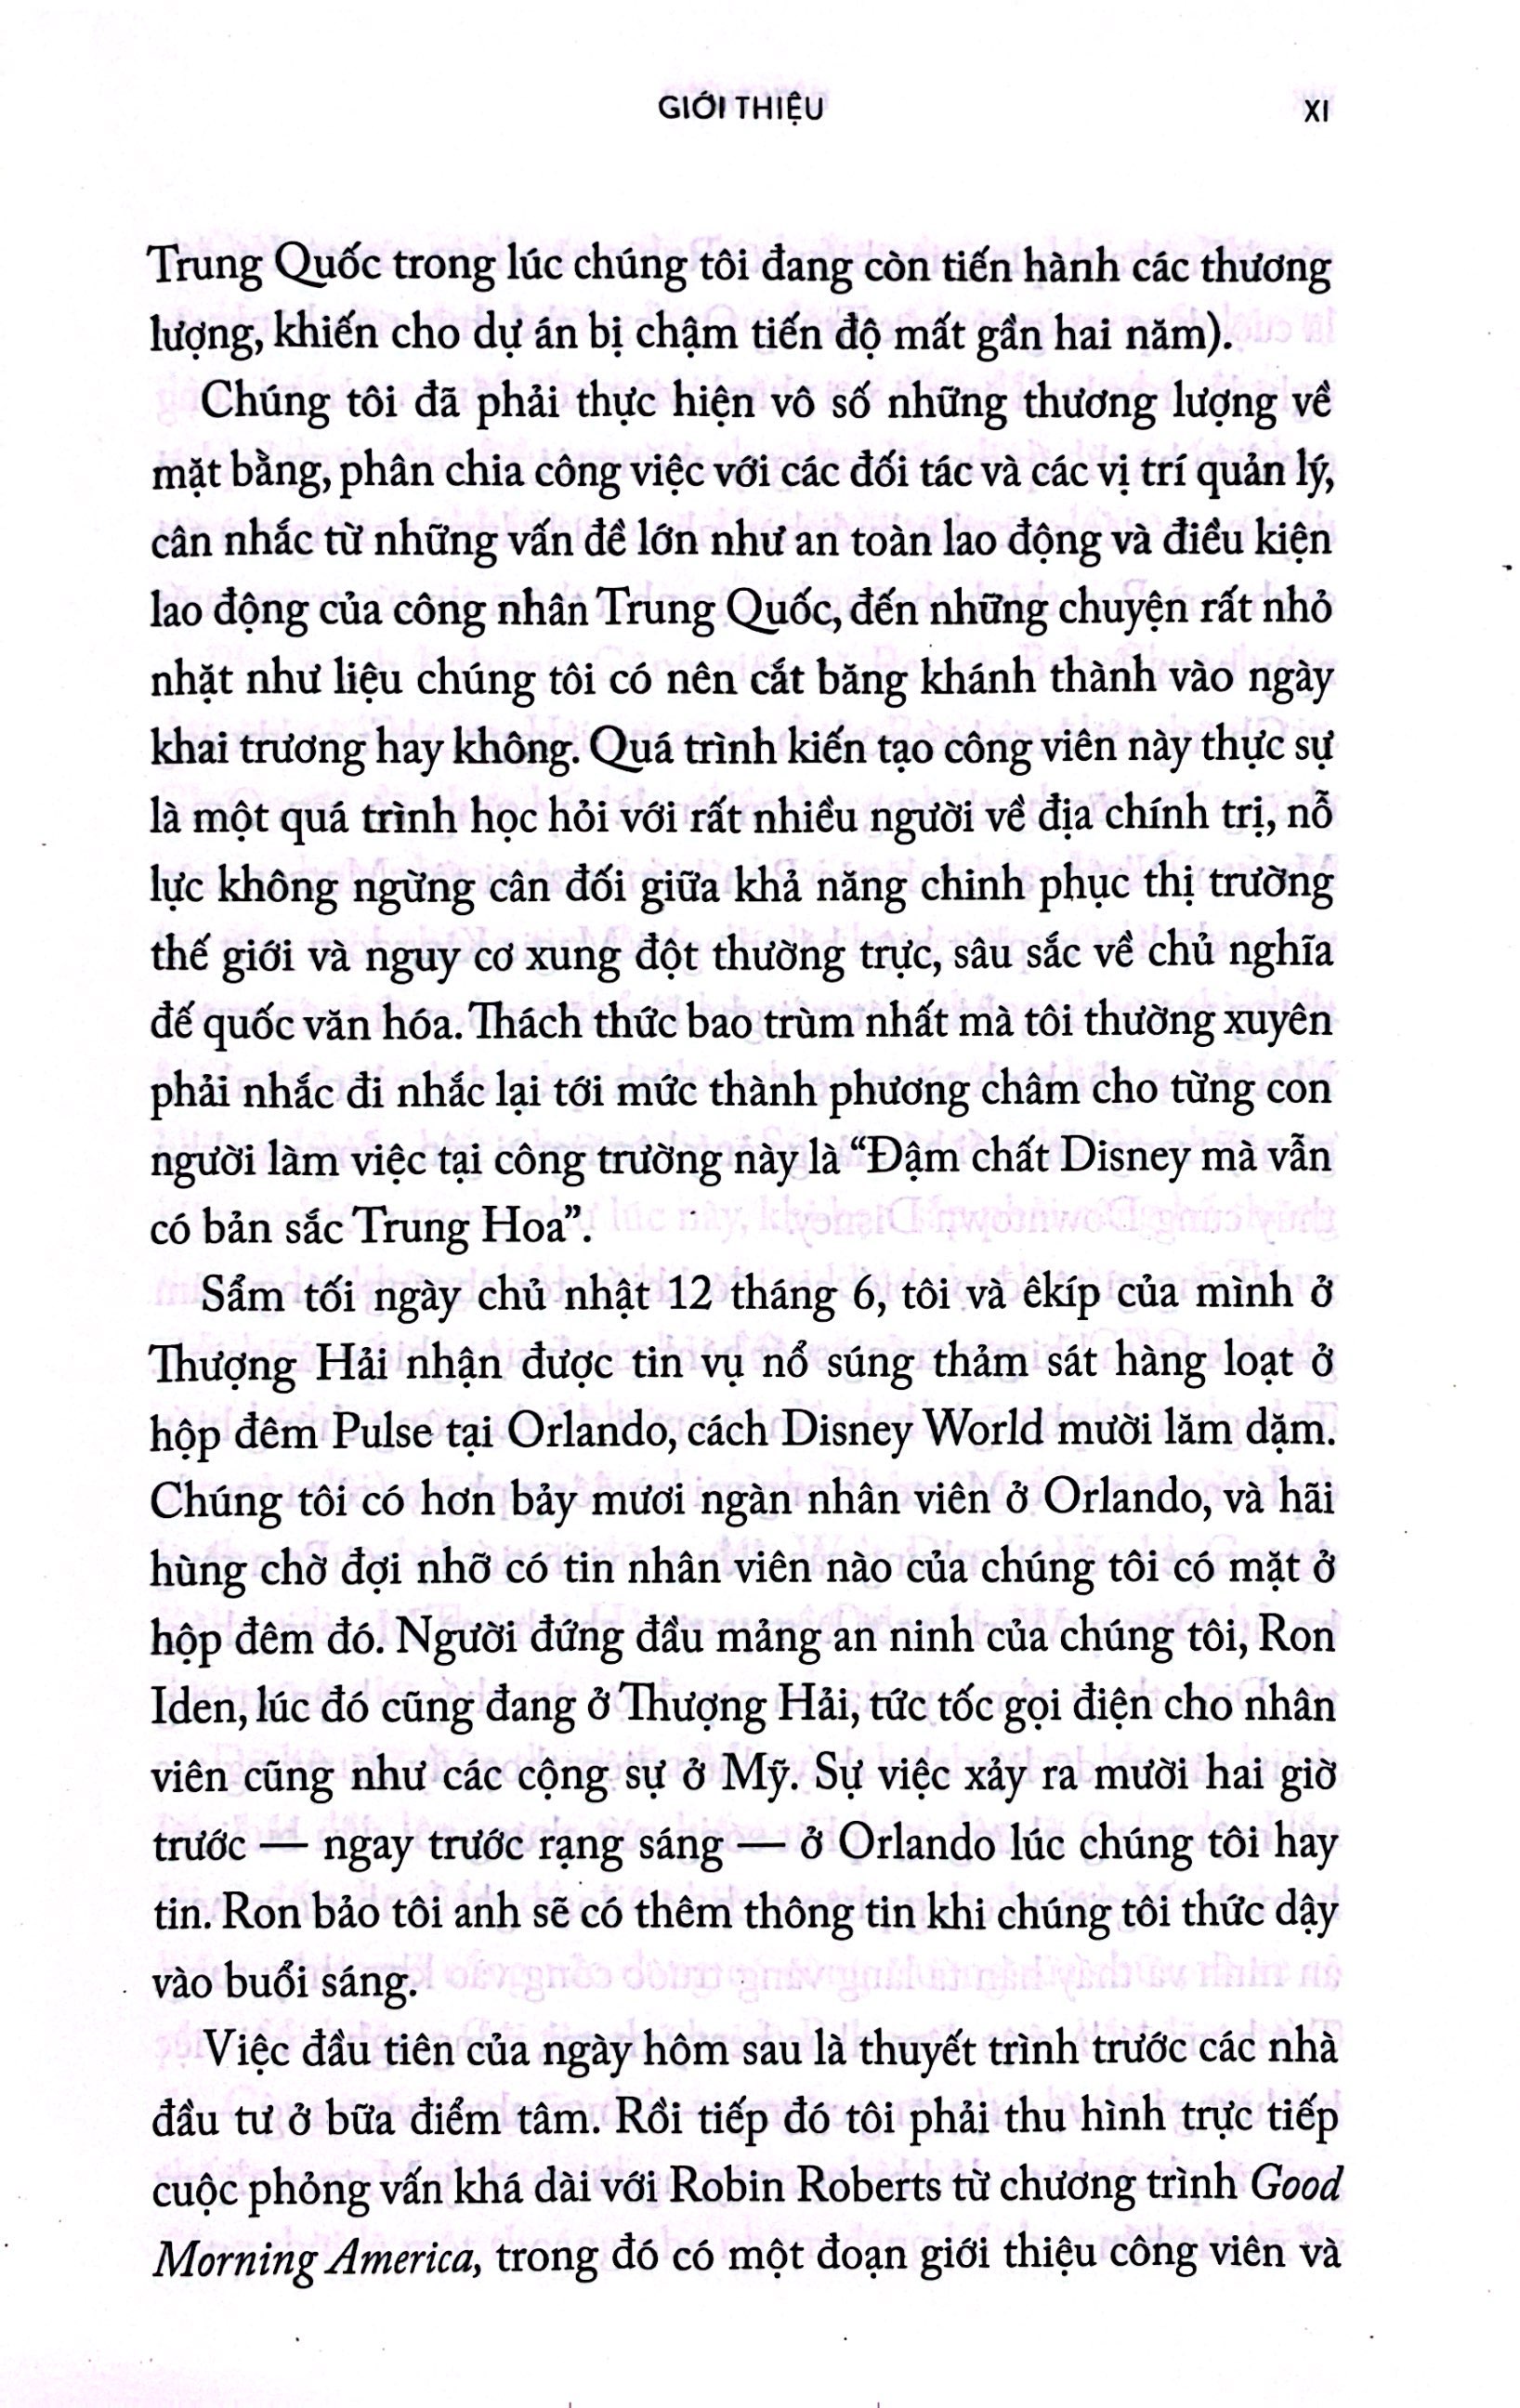 GIỚI THIỆU
XI
Trung Quốc trong lúc chúng tôi đang còn tiến hành các thương
lượng, khiến cho dự án bị chậm tiến độ mất gần hai năm).
Chúng tôi đã phải thực hiện vô số những thương lượng về
mặt bằng, phân chia công việc với các đối tác và các vị trí quản lý,
cân nhắc từ những vấn đề lớn như an toàn lao động và điều kiện
lao động của công nhân Trung Quốc, đến những chuyện rất nhỏ
nhặt như liệu chúng tôi có nên cắt băng khánh thành vào ngày
khai trương hay không. Quá trình kiến tạo công viên này thực sự
là một quá trình học hỏi với rất nhiều người về địa chính trị, nỗ
lực không ngừng cân đối giữa khả năng chinh phục thị trường
thế giới và nguy cơ xung đột thường trực, sâu sắc về chủ nghĩa
đế quốc văn hóa. Thách thức bao trùm nhất mà tôi thường xuyên
phải nhắc đi nhắc lại tới mức thành phương châm cho từng con
người làm việc tại công trường này là “Đậm chất Disney mà vẫn
có bản sắc Trung Hoa”.
Sẩm tối ngày chủ nhật 12 tháng 6, tôi và êkíp của mình ở
Thượng Hải nhận được tin vụ nổ súng thảm sát hàng loạt ở
hộp đêm Pulse tại Orlando, cách Disney World mười lăm dặm.
Chúng tôi có hơn bảy mươi ngàn nhân viên ở Orlando, và hãi
hùng chờ đợi nhỡ có tin nhân viên nào của chúng tôi có mặt ở
hộp đêm đó. Người đứng đầu mảng an ninh của chúng tôi, Ron
Iden, lúc đó cũng đang ở Thượng Hải, tức tốc gọi điện cho nhân
viên cũng như các cộng sự ở Mỹ. Sự việc xảy ra mười hai giờ
trước — ngay trước rạng sáng — ở Orlando lúc chúng tôi hay
tin. Ron bảo tôi anh sẽ có thêm thông tin khi chúng tôi thức dậy
vào buổi sáng.
Việc đầu tiên của ngày hôm sau là thuyết trình trước các nhà
đầu tư ở bữa điểm tâm. Rồi tiếp đó tôi phải thu hình trực tiếp
cuộc phỏng vấn khá dài với Robin Roberts từ chương trình Good
Morning America, trong đó có một đoạn giới thiệu công viên và